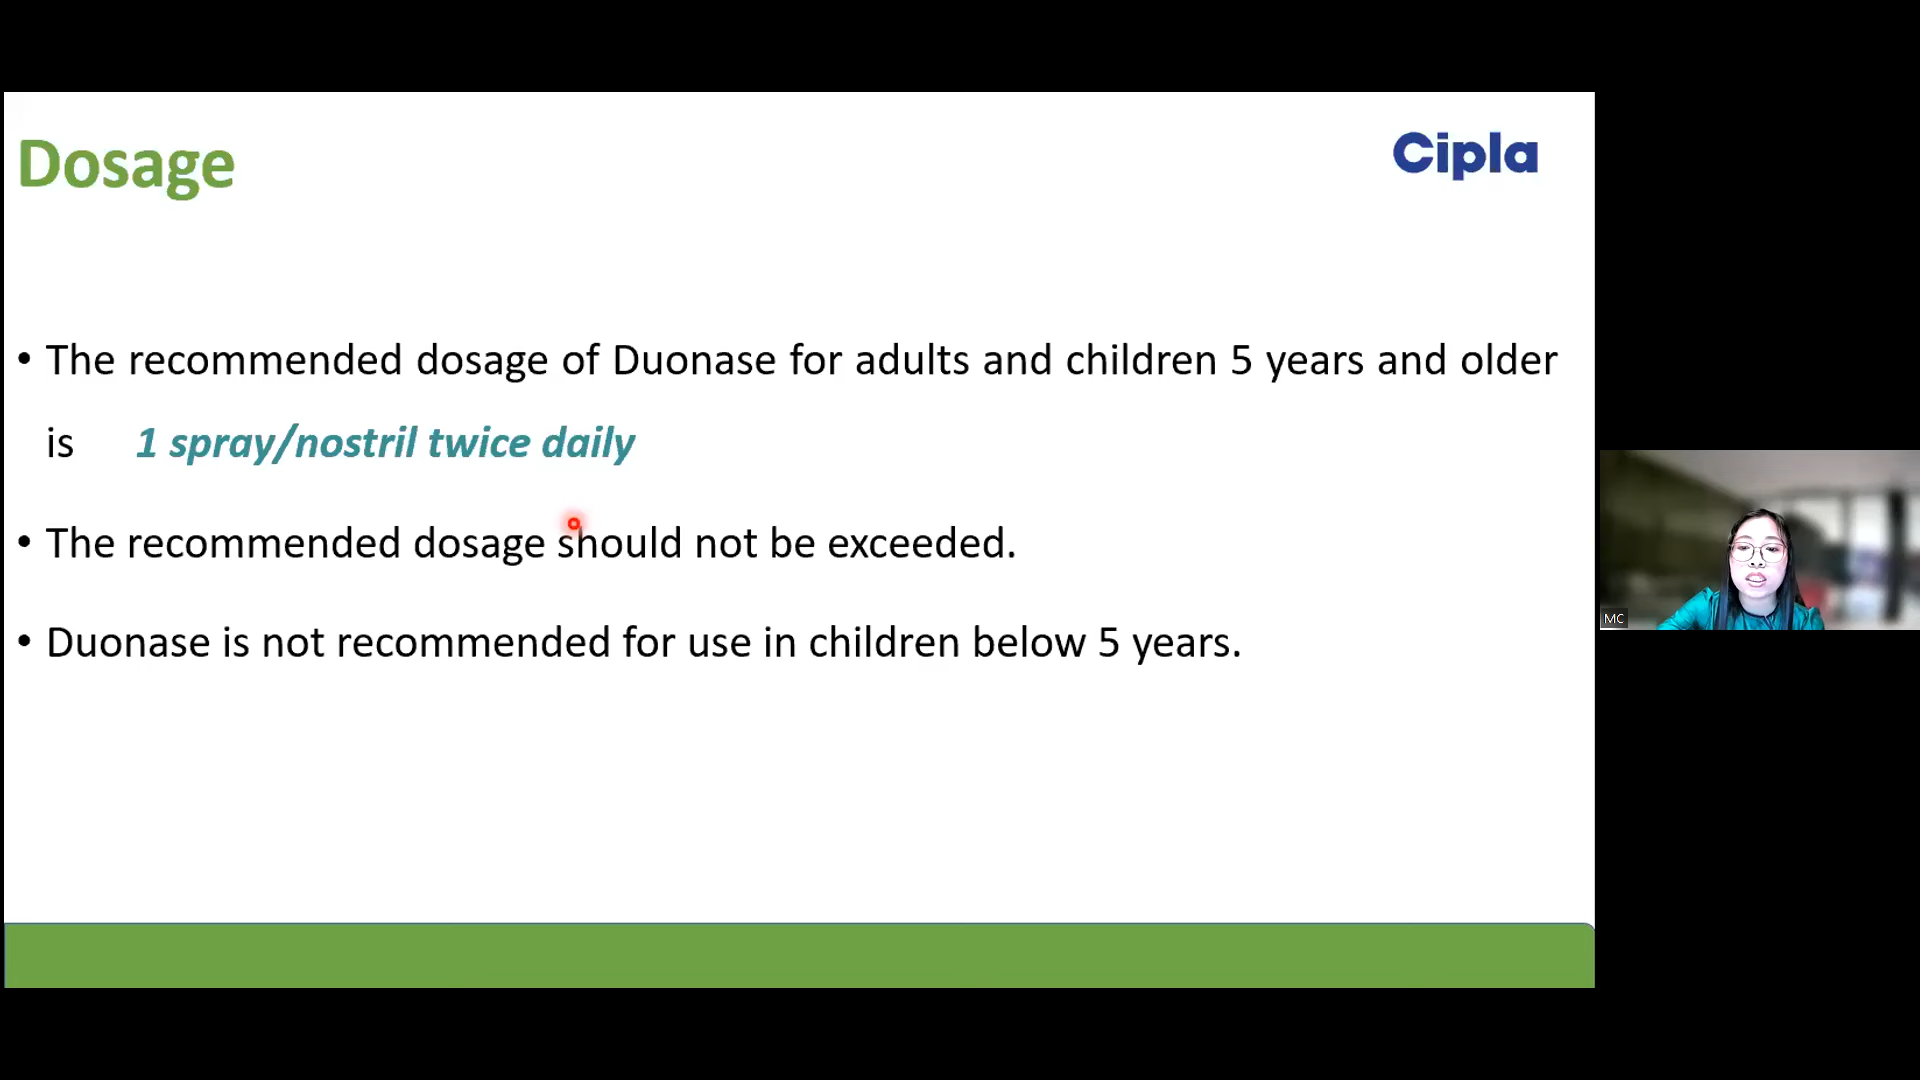 Dosage
Cipla
• The recommended dosage of Duonase for adults and children 5 years and older
is 1 spray/nostril twice daily
• The recommended dosage should not be exceeded.
• Duonase is not recommended for use in children below 5 years.
MC